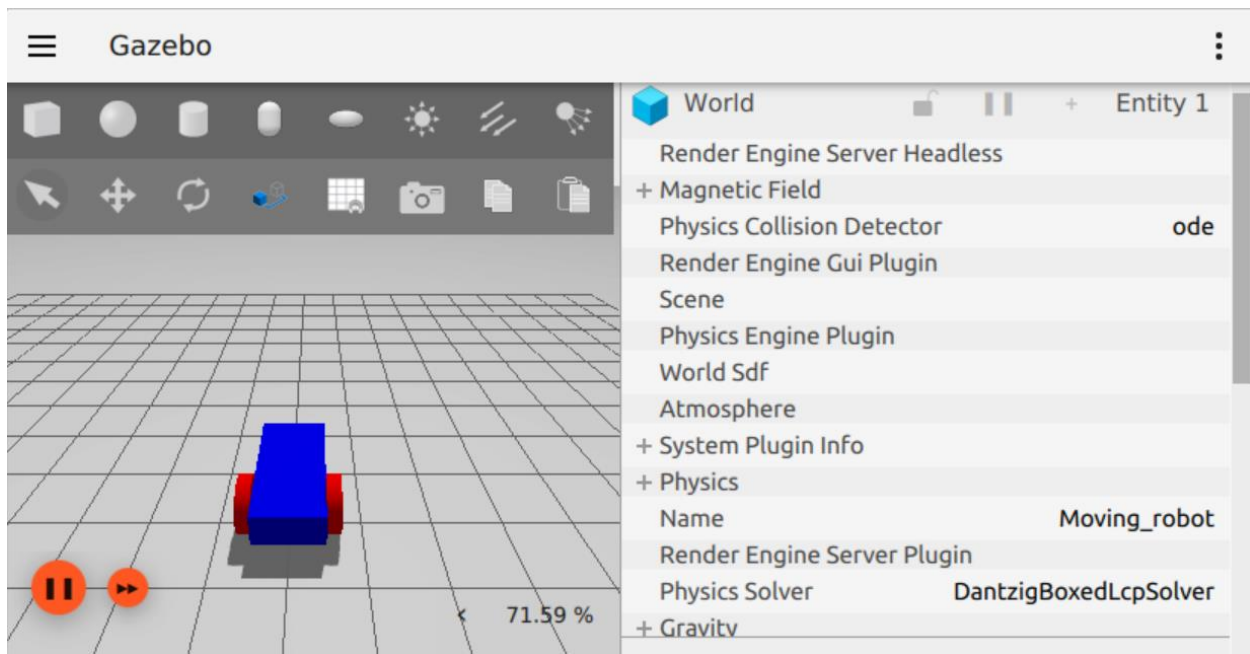 Gazebo
World Entity 1
Render Engine Server Headless
+ Magnetic Field
Physics Collision Detector ode
Render Engine Gui Plugin
Scene
Physics Engine Plugin
World Sdf
Atmosphere
+ System Plugin Info
+ Physics
Name Moving_robot
Render Engine Server Plugin
Physics Solver DantzigBoxedLcpSolver
+ Gravity
71.59 %